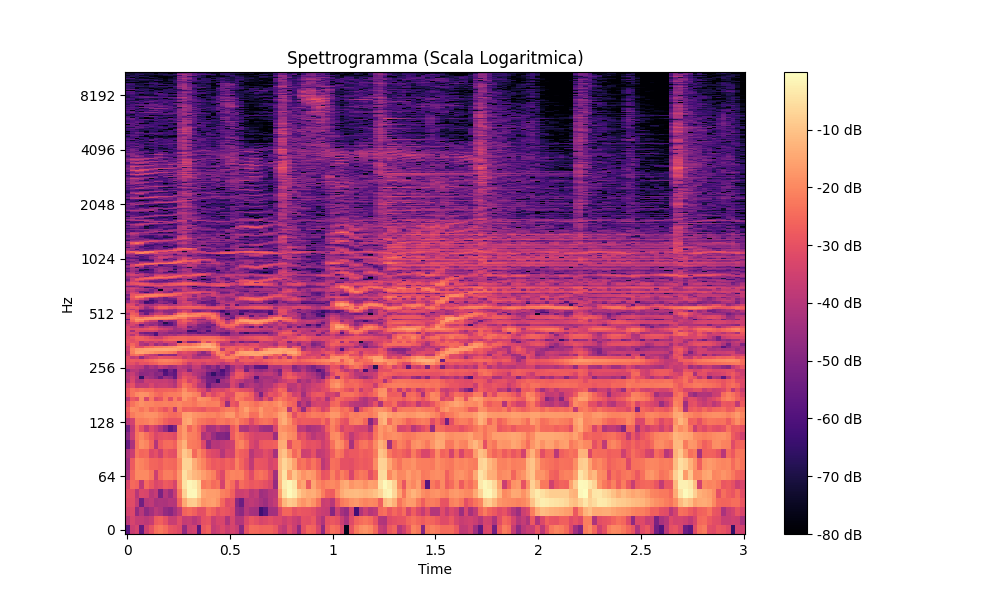 Spettrogramma (Scala Logaritmica)
8192
4096
2048
1024
512
256
128
64
0
Hz
0
0.5
1
1.5
2
2.5
3
Time
-10 dB
-20 dB
-30 dB
-40 dB
-50 dB
-60 dB
-70 dB
-80 dB